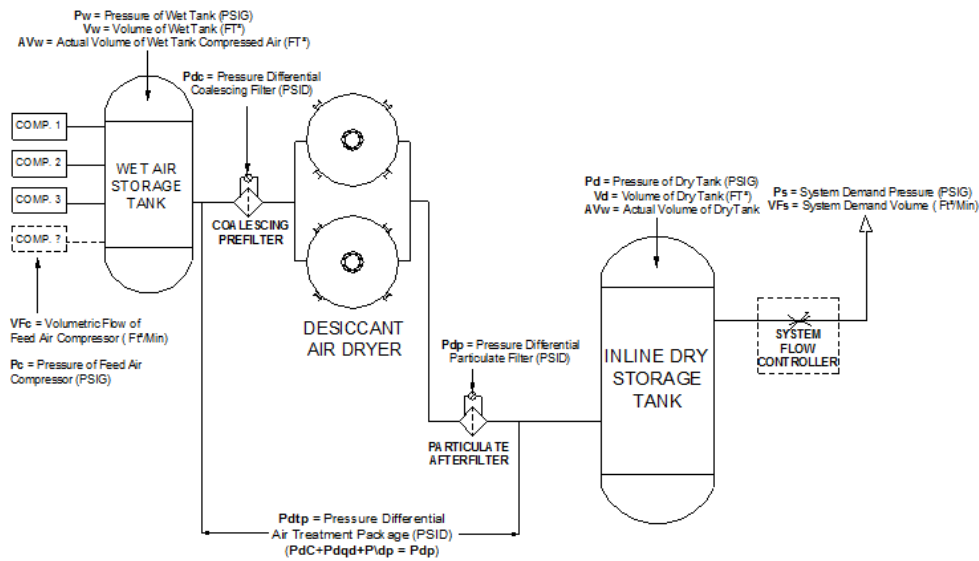 Pw = Pressure of Wet Tank (PSIG)
Vw = Volume of Wet Tank (FT³)
AVw = Actual Volume of Wet Tank Compressed Air (FT³)
Pdc = Pressure Differential
Coalescing Filter (PSID)
COMP. 1
COMP. 2
COMP. 3
COMP. ?
WET AIR
STORAGE
TANK
COALESCING
PREFILTER
VFc = Volumetric Flow of
Feed Air Compressor ( Ft³/Min)
Pc = Pressure of Feed Air
Compressor (PSIG)
DESICCANT
AIR DRYER
Pdp = Pressure Differential
Particulate Filter (PSID)
PARTICULATE
AFTERFILTER
Pd = Pressure of Dry Tank (PSIG)
Vd = Volume of Dry Tank (FT³)
AVw = Actual Volume of Dry Tank
INLINE DRY
STORAGE
TANK
Ps = System Demand Pressure (PSIG)
VFs = System Demand Volume ( Ft³/Min)
SYSTEM
FLOW
CONTROLLER
Pdtp = Pressure Differential
Air Treatment Package (PSID)
(PdC+Pdqd+P\dp = Pdp)